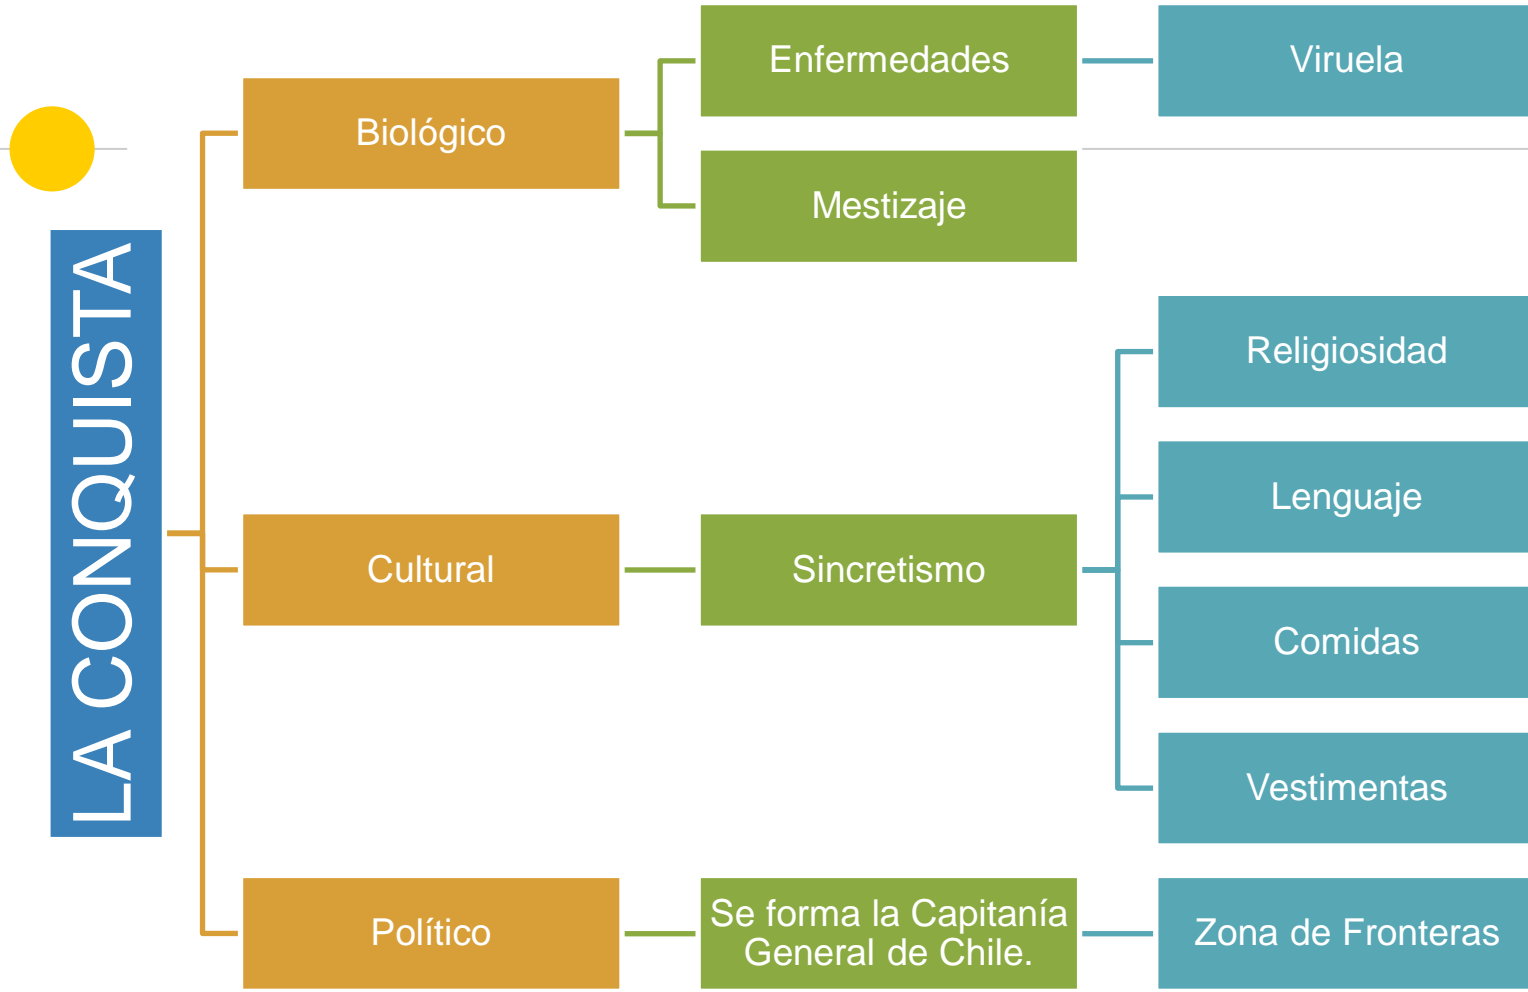 LA CONQUISTA
Biológico
Enfermedades
Viruela
Mestizaje
Cultural
Sincretismo
Religiosidad
Lenguaje
Comidas
Vestimentas
Político
Se forma la Capitanía
General de Chile.
Zona de Fronteras